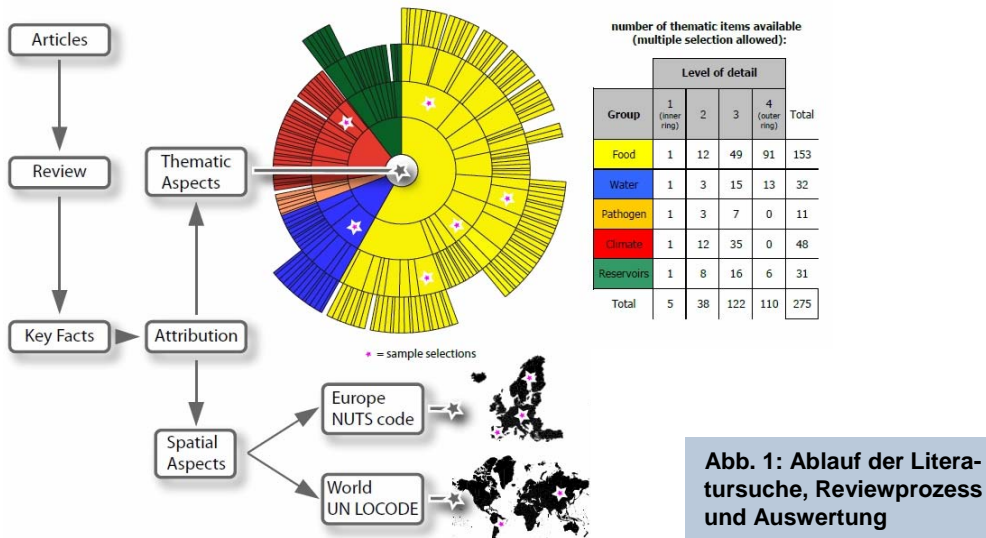 Articles
Review
Key Facts
Attribution
Thematic
Aspects
Spatial
Aspects
Europe
NUTS code
World
UN LOCODE
* = sample selections
number of thematic items available
(multiple selection allowed):
Level of detail
Group 1 (inner ring) 2 3 4 (outer ring) Total
Food 1 12 49 91 153
Water 1 3 15 13 32
Pathogen 1 3 7 0 11
Climate 1 12 35 0 48
Reservoirs 1 8 16 6 31
Total 5 38 122 110 275
Abb. 1: Ablauf der Litera-
tursuche, Reviewprozess
und Auswertung